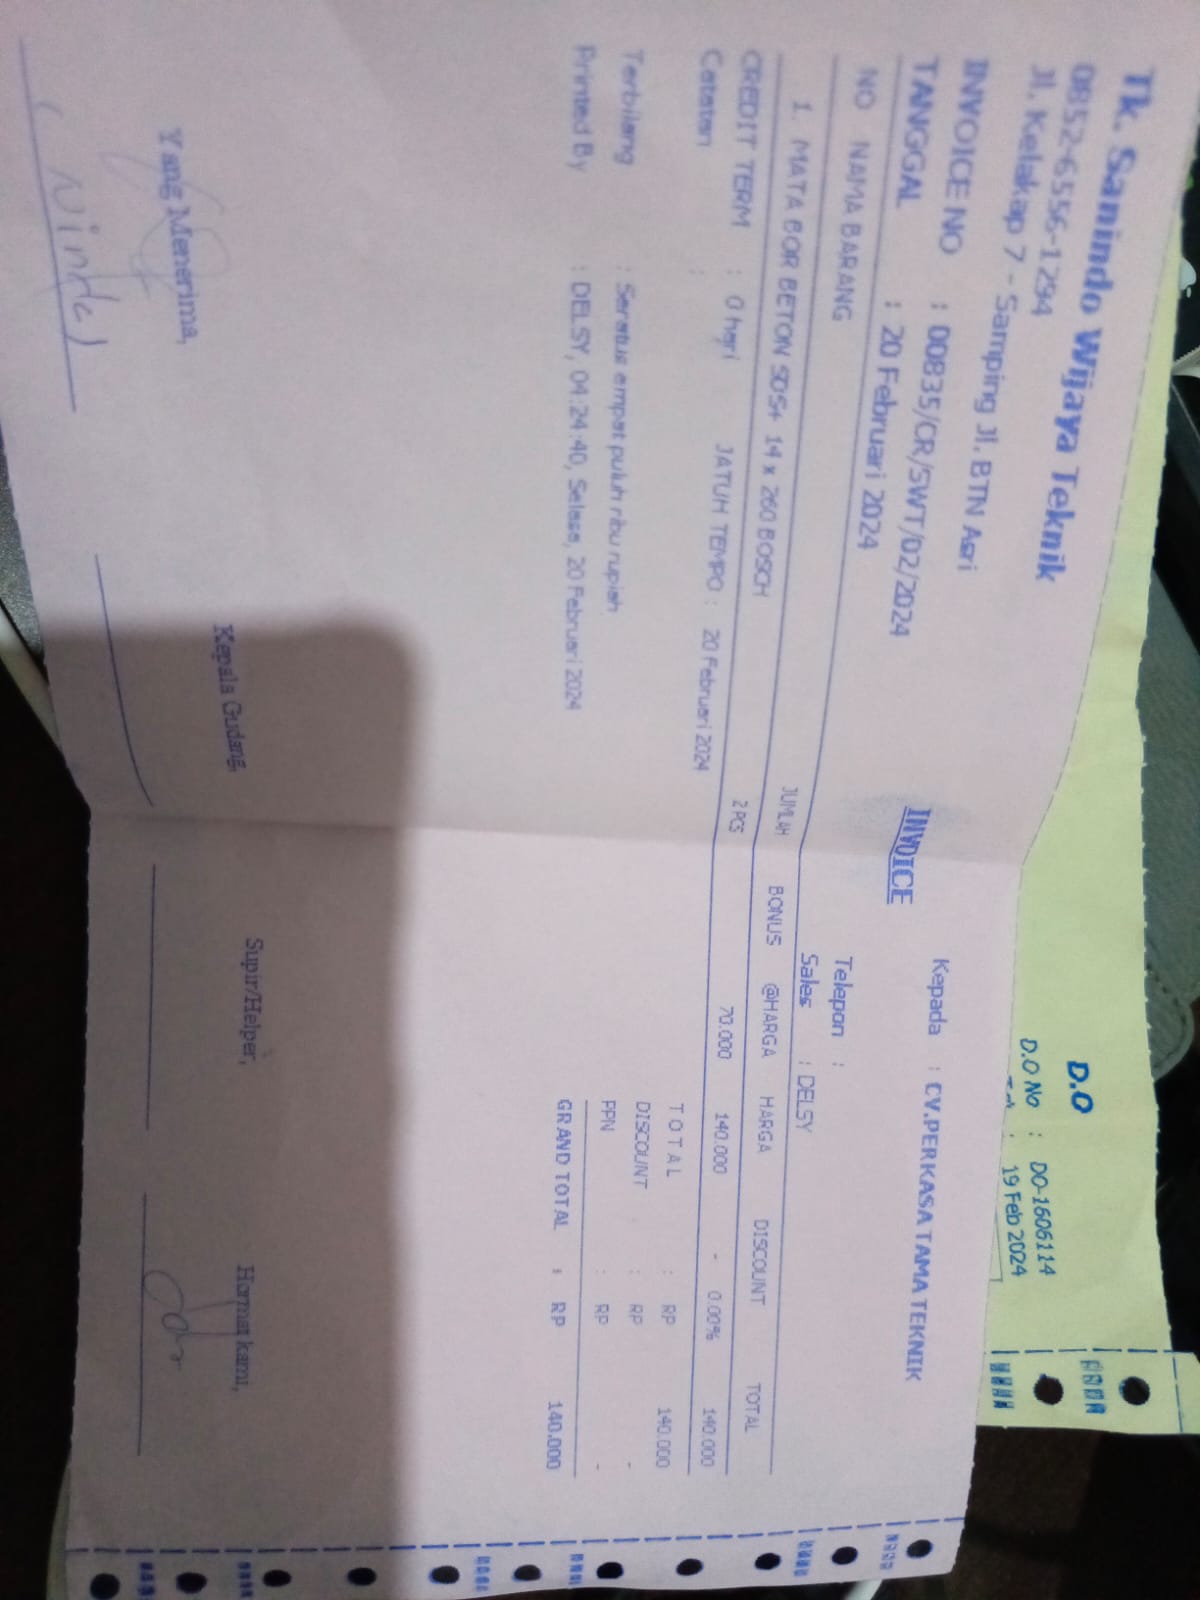 Tk. Sanindo Wijaya Teknik
0852-6556-1294
Jl. Kelakap 7 - Samping Jl. BTN Asri
INVOICE
INVOICE NO : 00835/CR/SWT/02/2024
TANGGAL : 20 Februari 2024
Kepada : CV.PERKASA TAMA TEKNIK
Telepon :
Sales : DELSY
NO NAMA BARANG JUMLAH BONUS @HARGA HARGA DISCOUNT TOTAL
1. MATA BOR BETON SDS+ 14 x 260 BOSCH 2 PCS 70.000 140.000 - 0.00% 140.000
CREDIT TERM : 0 hari JATUH TEMPO : 20 Februari 2024
Catatan :
TOTAL : RP 140.000
DISCOUNT : RP -
PPN : RP -
GRAND TOTAL : RP 140.000
Terbilang : Seratus empat puluh ribu rupiah
Printed By : DELSY, 04:24:40, Selasa, 20 Februari 2024
Yang Menerima, Kepala Gudang, Supir/Helper, Hormat kami,
(Ninda)
D.O
D.O No : DO-1606114
: 19 Feb 2024